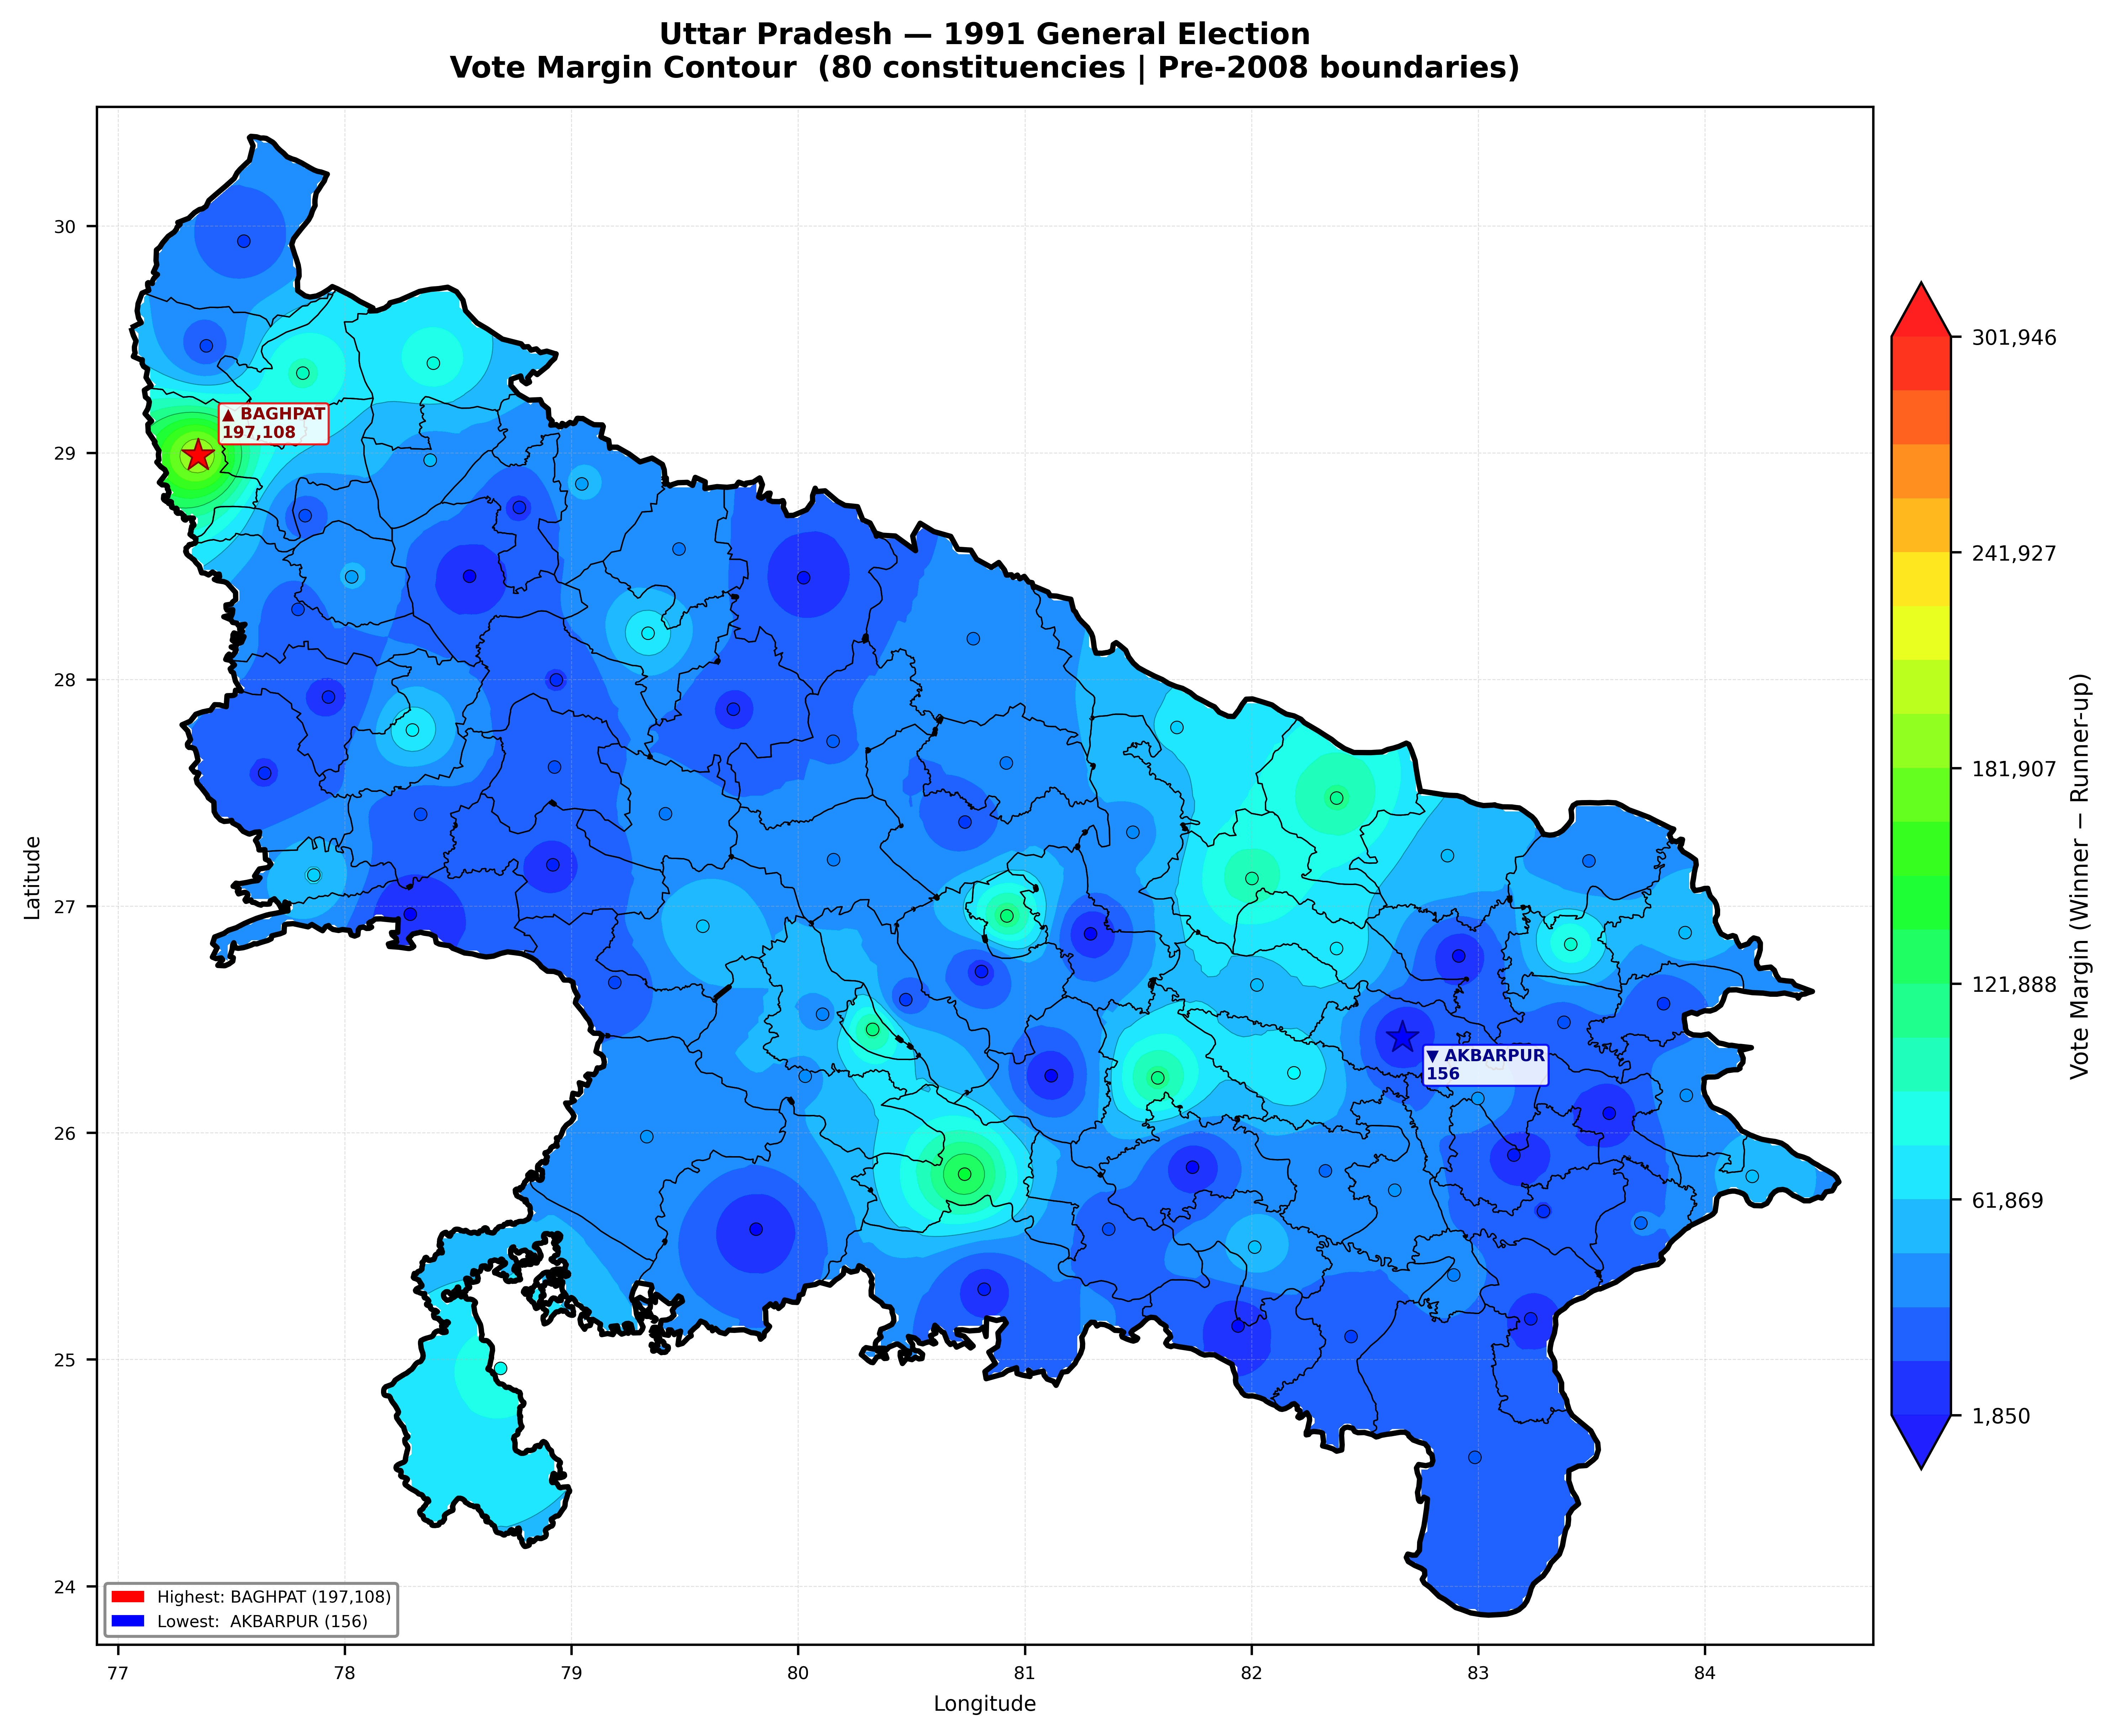 Uttar Pradesh — 1991 General Election
Vote Margin Contour  (80 constituencies | Pre-2008 boundaries)
▲ BAGHPAT
197,108
▼ AKBARPUR
156
30
29
28
27
26
25
24
Latitude
77
78
79
80
81
82
83
84
Longitude
Highest: BAGHPAT (197,108)
Lowest:  AKBARPUR (156)
301,946
241,927
181,907
121,888
61,869
1,850
Vote Margin (Winner − Runner-up)